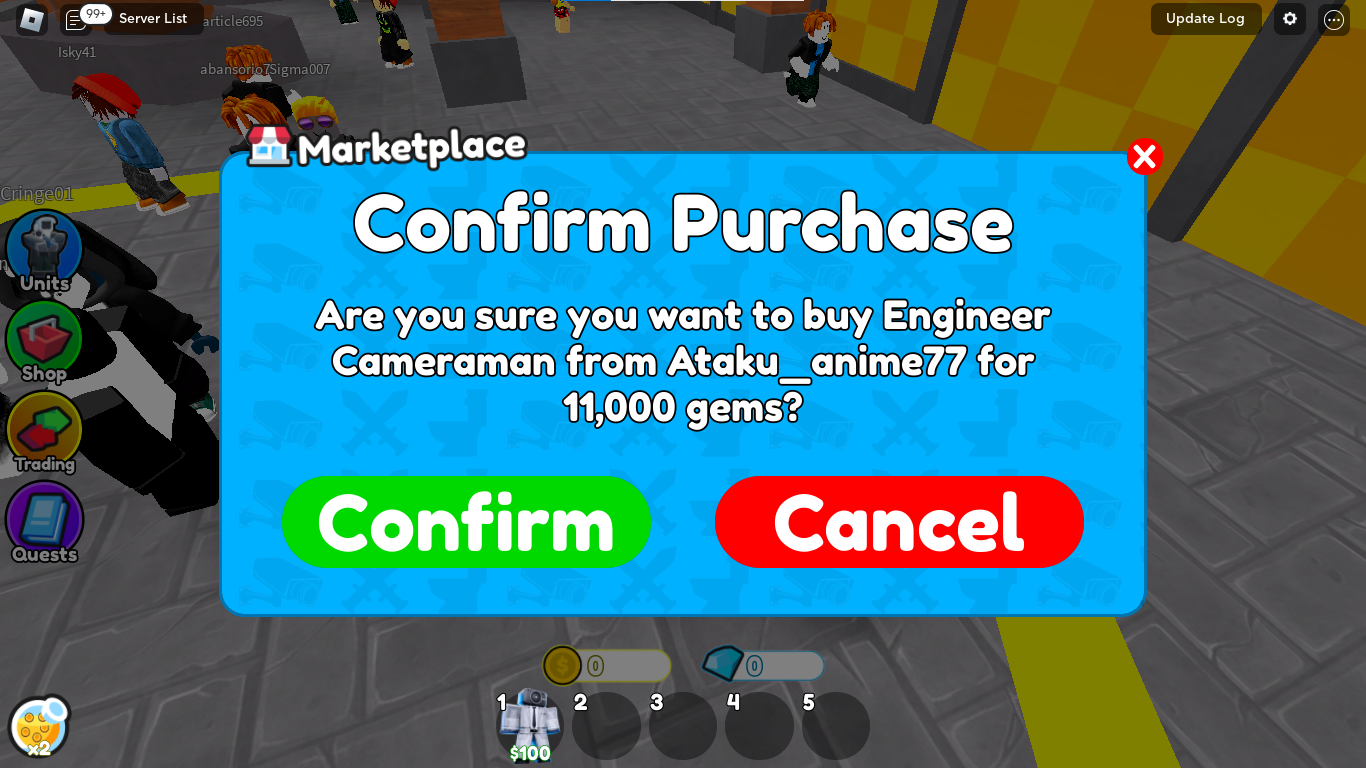 99+
Server List
article695
Update Log
Isky41
abansorio7Sigma007
Marketplace
Cringe01
Confirm Purchase
Are you sure you want to buy Engineer
Cameraman from Ataku_anime77 for
11,000 gems?
Units
Shop
Trading
Quests
Confirm
Cancel
0
0
1
2
3
4
5
$100
x2